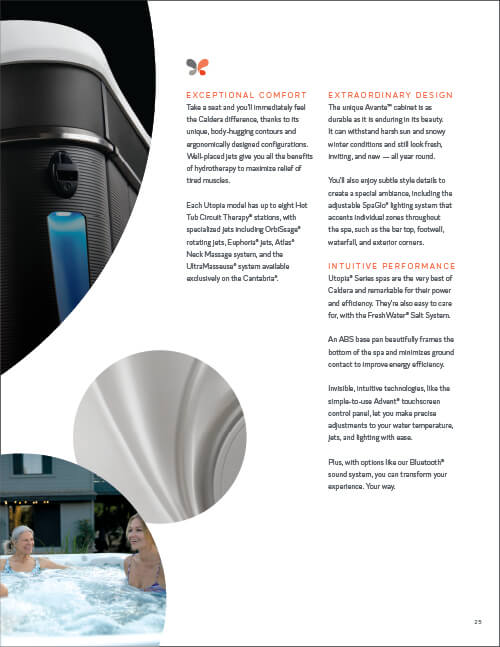 EXCEPTIONAL COMFORT
Take a seat and you'll immediately feel
the Caldera difference, thanks to its
unique, body-hugging contours and
ergonomically designed configurations.
Well-placed jets give you all the benefits
of hydrotherapy to maximize relief of
tired muscles.
Each Utopia model has up to eight Hot
Tub Circuit Therapy® stations, with
specialized jets including OrbiSsage®
rotating jets, Euphoria® jets, Atlas®
Neck Massage system, and the
UltraMasseuse® system available
exclusively on the Cantabria®.
EXTRAORDINARY DESIGN
The unique Avante™ cabinet is as
durable as it is enduring in its beauty.
It can withstand harsh sun and snowy
winter conditions and still look fresh,
inviting, and new — all year round.
You'll also enjoy subtle style details to
create a special ambiance, including the
adjustable SpaGlo® lighting system that
accents individual zones throughout
the spa, such as the bar top, footwell,
waterfall, and exterior corners.
INTUITIVE PERFORMANCE
Utopia® Series spas are the very best of
Caldera and remarkable for their power
and efficiency. They're also easy to care
for, with the FreshWater® Salt System.
An ABS base pan beautifully frames the
bottom of the spa and minimizes ground
contact to improve energy efficiency.
Invisible, intuitive technologies, like the
simple-to-use Advent® touchscreen
control panel, let you make precise
adjustments to your water temperature,
jets, and lighting with ease.
Plus, with options like our Bluetooth®
sound system, you can transform your
experience. Your way.
25